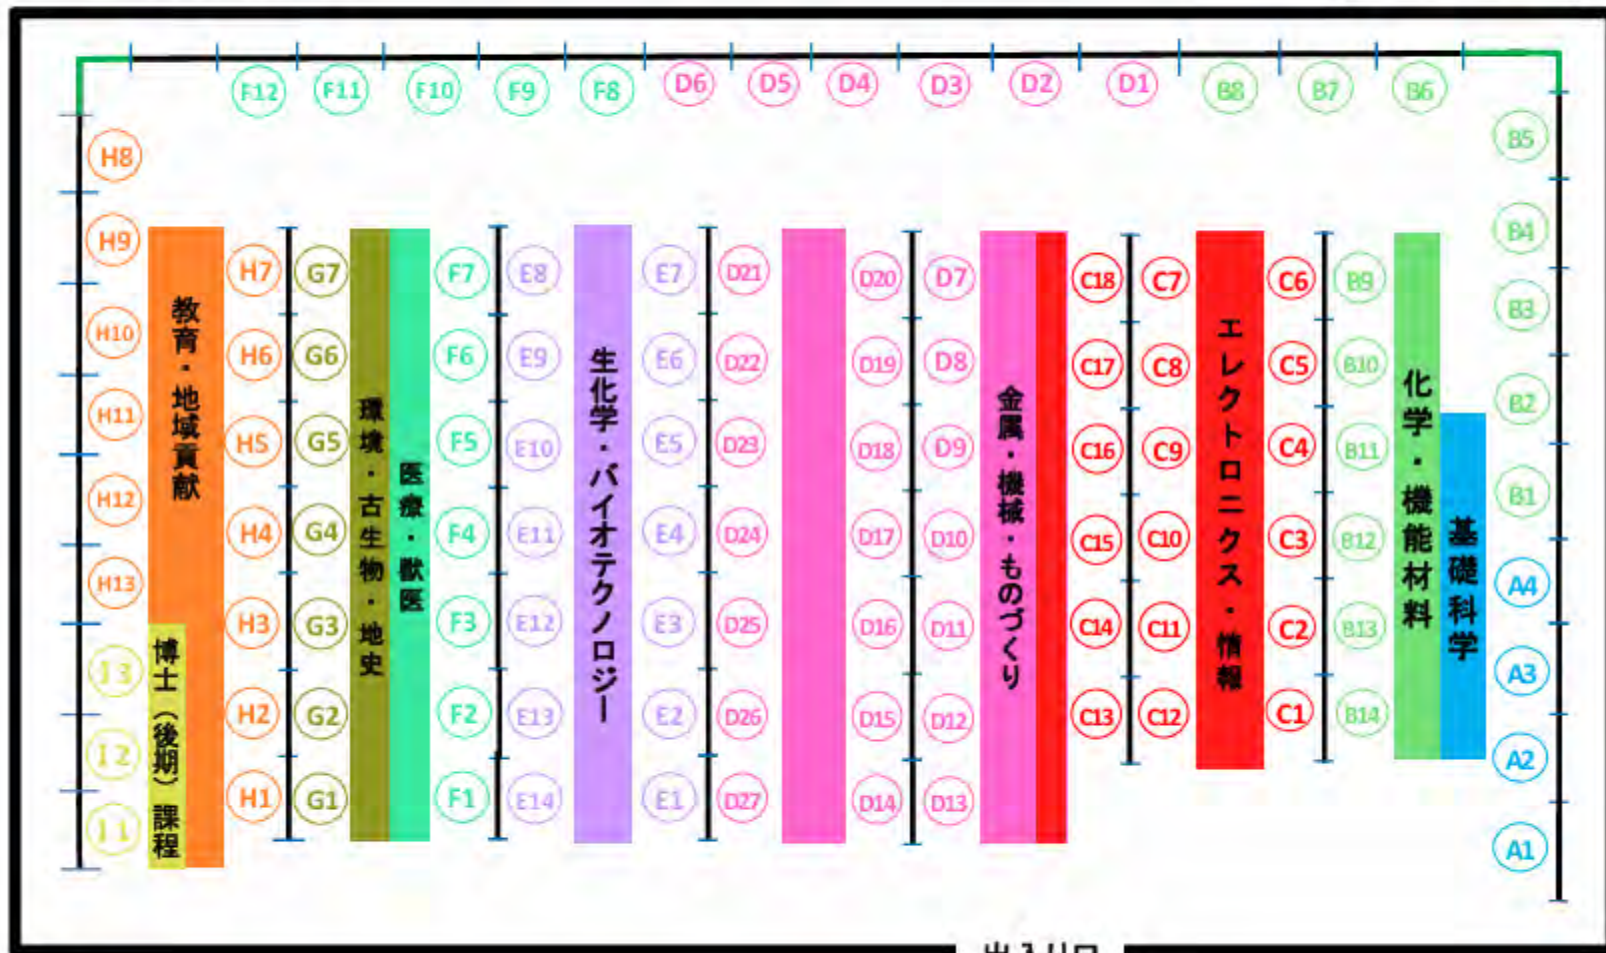 F12 F11 F10 F9 F8 D6 D5 D4 D3 D2 D1 B8 B7 B6
H8
H9
H10
H11
H12
H13
I3
I2
I1
教育・地域貢献
博士（後期）課程
H7
H6
H5
H4
H3
H2
H1
G7
G6
G5
G4
G3
G2
G1
環境・古生物・地史
医療・獣医
F7
F6
F5
F4
F3
F2
F1
E8
E9
E10
E11
E12
E13
E14
生化学・バイオテクノロジー
E7
E6
E5
E4
E3
E2
E1
D21
D22
D23
D24
D25
D26
D27
D20
D19
D18
D17
D16
D15
D14
D7
D8
D9
D10
D11
D12
D13
金属・機械・ものづくり
C18
C17
C16
C15
C14
C13
C7
C8
C9
C10
C11
C12
エレクトロニクス・情報
C6
C5
C4
C3
C2
C1
B9
B10
B11
B12
B13
B14
化学・機能材料
基礎科学
B5
B4
B3
B2
B1
A4
A3
A2
A1
出入り口